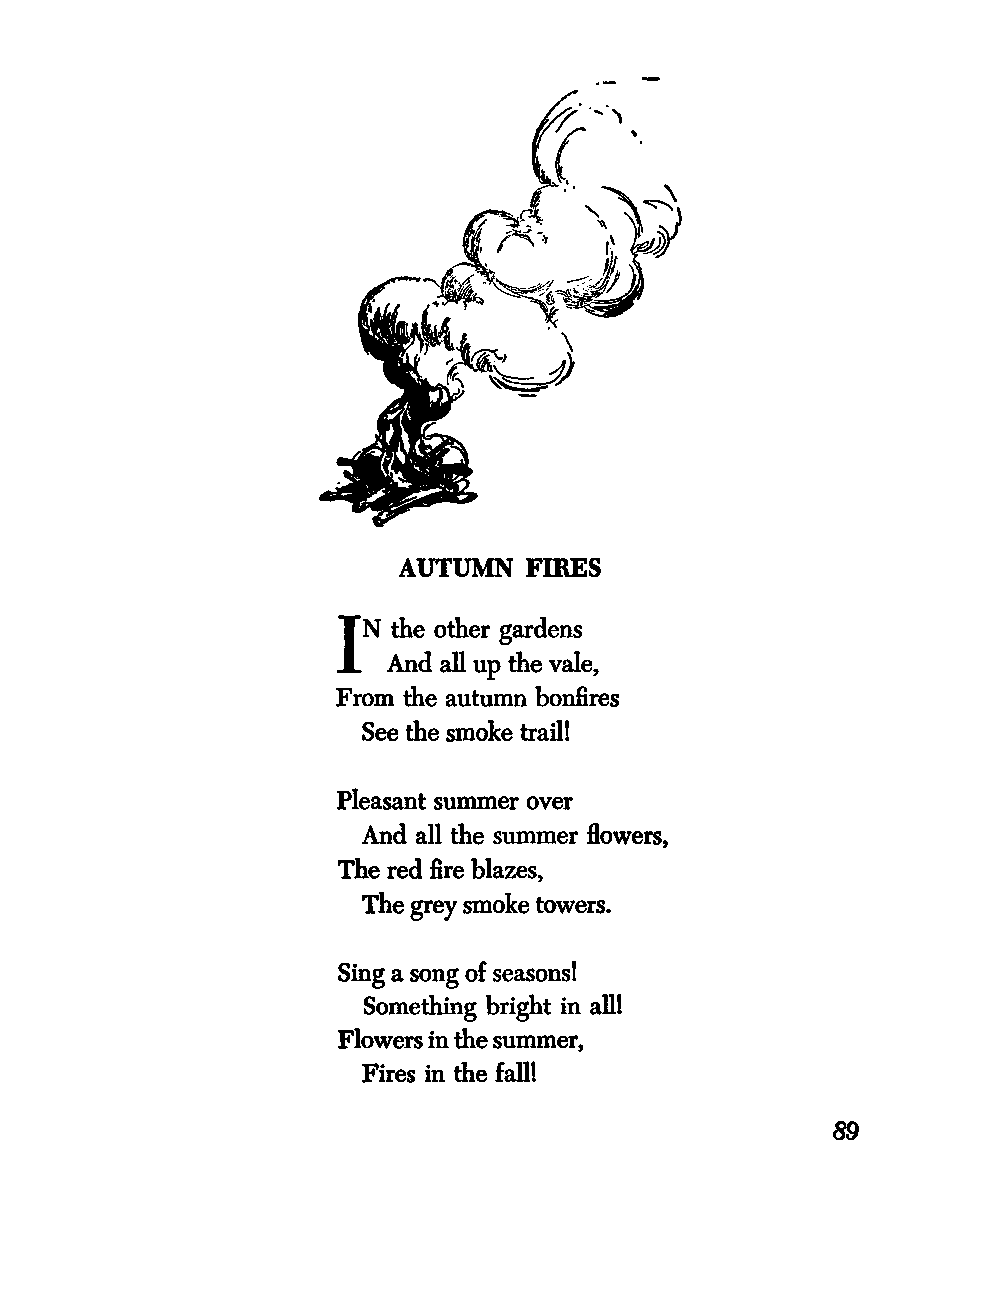 AUTUMN FIRES
IN the other gardens
And all up the vale,
From the autumn bonfires
See the smoke trail!
Pleasant summer over
And all the summer flowers,
The red fire blazes,
The grey smoke towers.
Sing a song of seasons!
Something bright in all!
Flowers in the summer,
Fires in the fall!
89